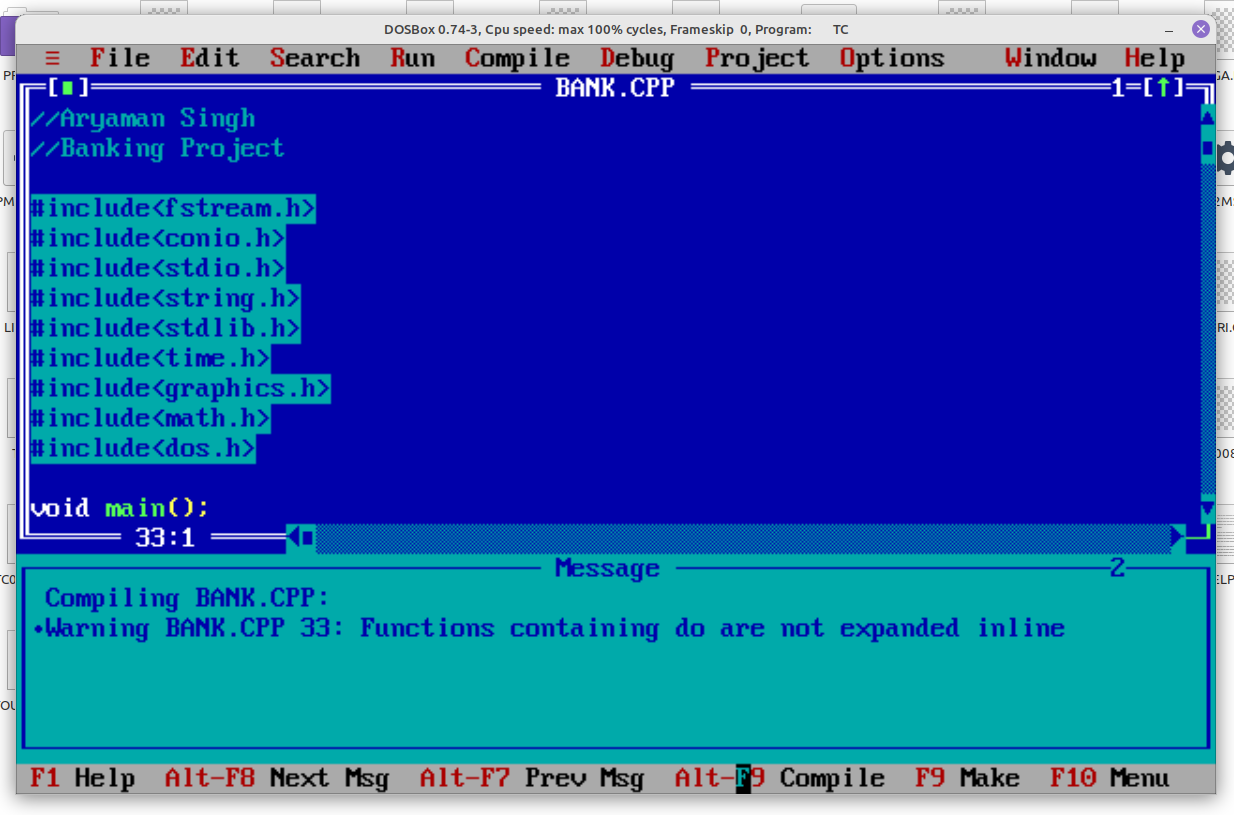 DOSBox 0.74-3, Cpu speed: max 100% cycles, Frameskip 0, Program: TC
≡ File Edit Search Run Compile Debug Project Options Window Help
[■] BANK.CPP 1=[↑]
//Aryaman Singh
//Banking Project
#include<fstream.h>
#include<conio.h>
#include<stdio.h>
#include<string.h>
#include<stdlib.h>
#include<time.h>
#include<graphics.h>
#include<math.h>
#include<dos.h>
void main();
33:1
Message 2
Compiling BANK.CPP:
•Warning BANK.CPP 33: Functions containing do are not expanded inline
F1 Help Alt-F8 Next Msg Alt-F7 Prev Msg Alt-F9 Compile F9 Make F10 Menu